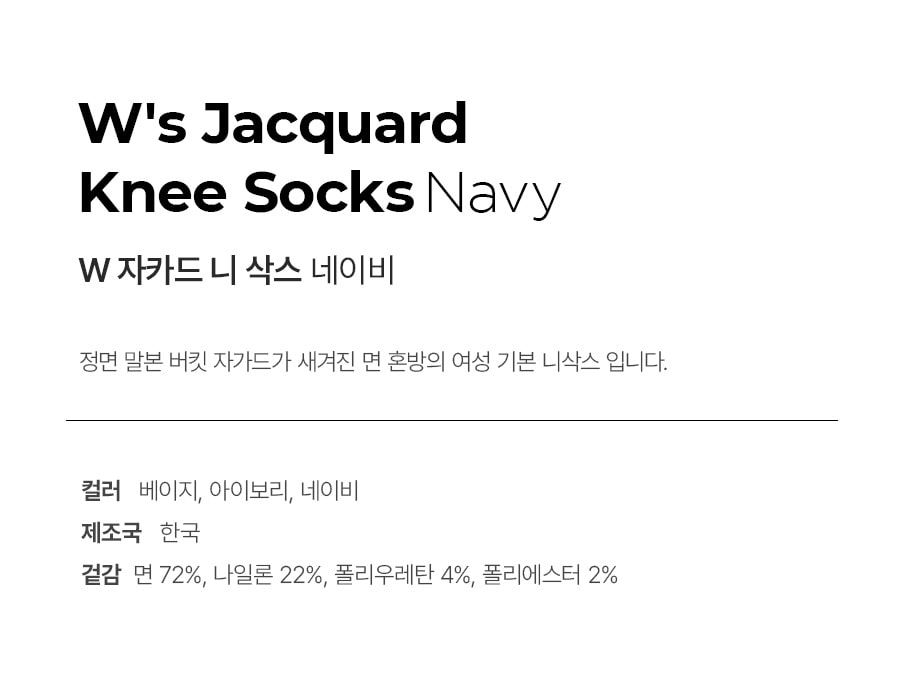 W's Jacquard
Knee Socks Navy
W 자카드 니 삭스 네이비
정면 말본 버킷 자가드가 새겨진 면 혼방의 여성 기본 니삭스 입니다.
컬러 베이지, 아이보리, 네이비
제조국 한국
겉감 면 72%, 나일론 22%, 폴리우레탄 4%, 폴리에스터 2%